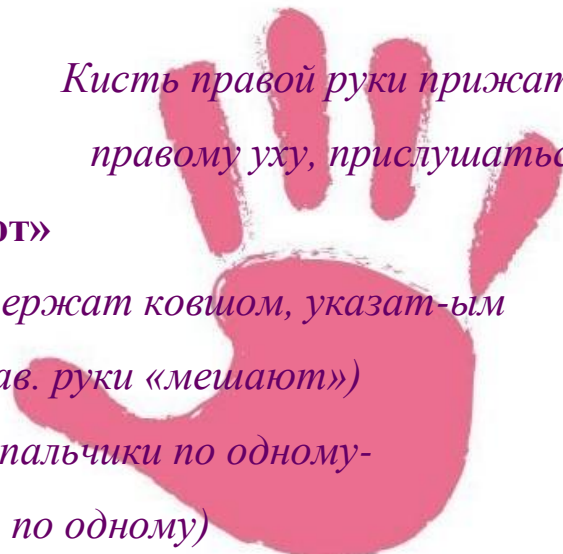 Кисть правой руки прижат
правому уху, прислушатьс
от»
ержат ковшом, указат-ым
ав. руки «мешают»)
пальчики по одному-
по одному)